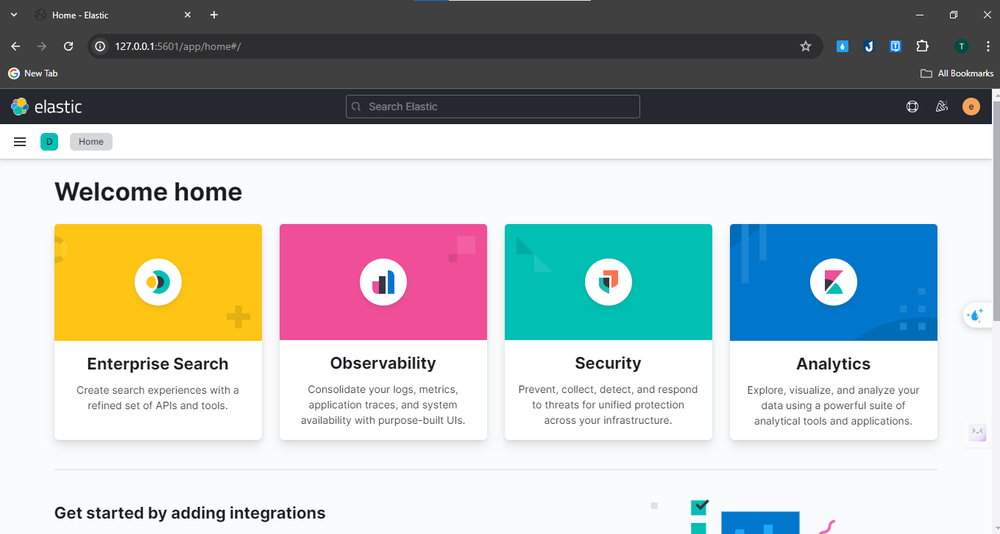 Home - Elastic
127.0.0.1:5601/app/home#/
T
New Tab
All Bookmarks
elastic
Search Elastic
e
D
Home
Welcome home
Enterprise Search
Create search experiences with a
refined set of APIs and tools.
Observability
Consolidate your logs, metrics,
application traces, and system
availability with purpose-built UIs.
Security
Prevent, collect, detect, and respond
to threats for unified protection
across your infrastructure.
Analytics
Explore, visualize, and analyze your
data using a powerful suite of
analytical tools and applications.
Get started by adding integrations